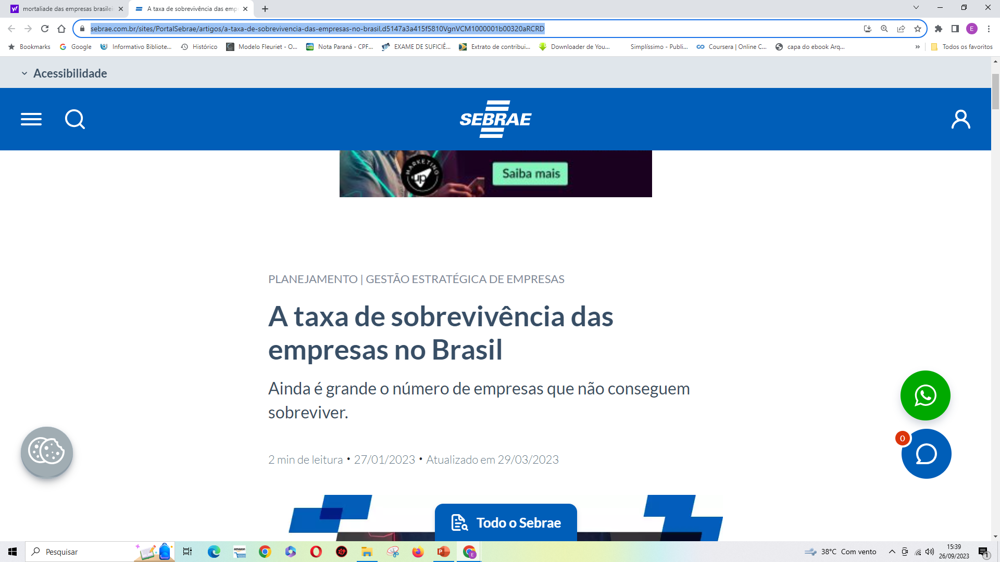 mortaliade das empresas brasilei
A taxa de sobrevivência das emp
sebrae.com.br/sites/PortalSebrae/artigos/a-taxa-de-sobrevivencia-das-empresas-no-brasil,d5147a3a415f5810VgnVCM1000001b00320aRCRD
E
Bookmarks
Google
Informativo Bibliote...
Histórico
Modelo Fleuriet - O...
Nota Paraná - CPF...
EXAME DE SUFICIÊ...
Extrato de contribui...
Downloader de You...
Simplíssimo - Publi...
Coursera | Online C...
capa do ebook Arq...
»
Todos os favoritos
Acessibilidade
SEBRAE
MARKETING
up
Saiba mais
PLANEJAMENTO | GESTÃO ESTRATÉGICA DE EMPRESAS
A taxa de sobrevivência das
empresas no Brasil
Ainda é grande o número de empresas que não conseguem
sobreviver.
0
2 min de leitura • 27/01/2023 • Atualizado em 29/03/2023
Todo o Sebrae
Pesquisar
amazon
38°C Com vento
15:39
26/09/2023
1